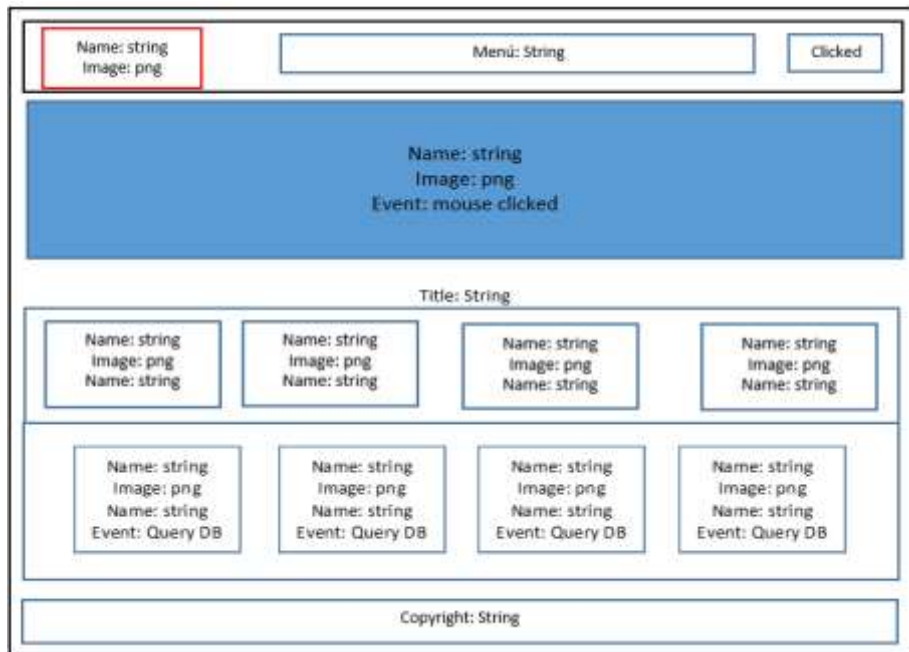 Name: string
Image: png
Menú: String
Clicked
Name: string
Image: png
Event: mouse clicked
Title: String
Name: string
Image: png
Name: string
Name: string
Image: png
Name: string
Name: string
Image: png
Name: string
Name: string
Image: png
Name: string
Name: string
Image: png
Name: string
Event: Query DB
Name: string
Image: png
Name: string
Event: Query DB
Name: string
Image: png
Name: string
Event: Query DB
Name: string
Image: png
Name: string
Event: Query DB
Copyright: String